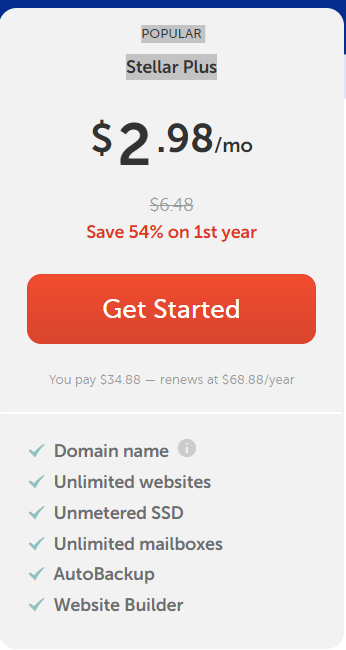 POPULAR
Stellar Plus
$2.98/mo
$6.48
Save 54% on 1st year
Get Started
You pay $34.88 — renews at $68.88/year
Domain name i
Unlimited websites
Unmetered SSD
Unlimited mailboxes
AutoBackup
Website Builder